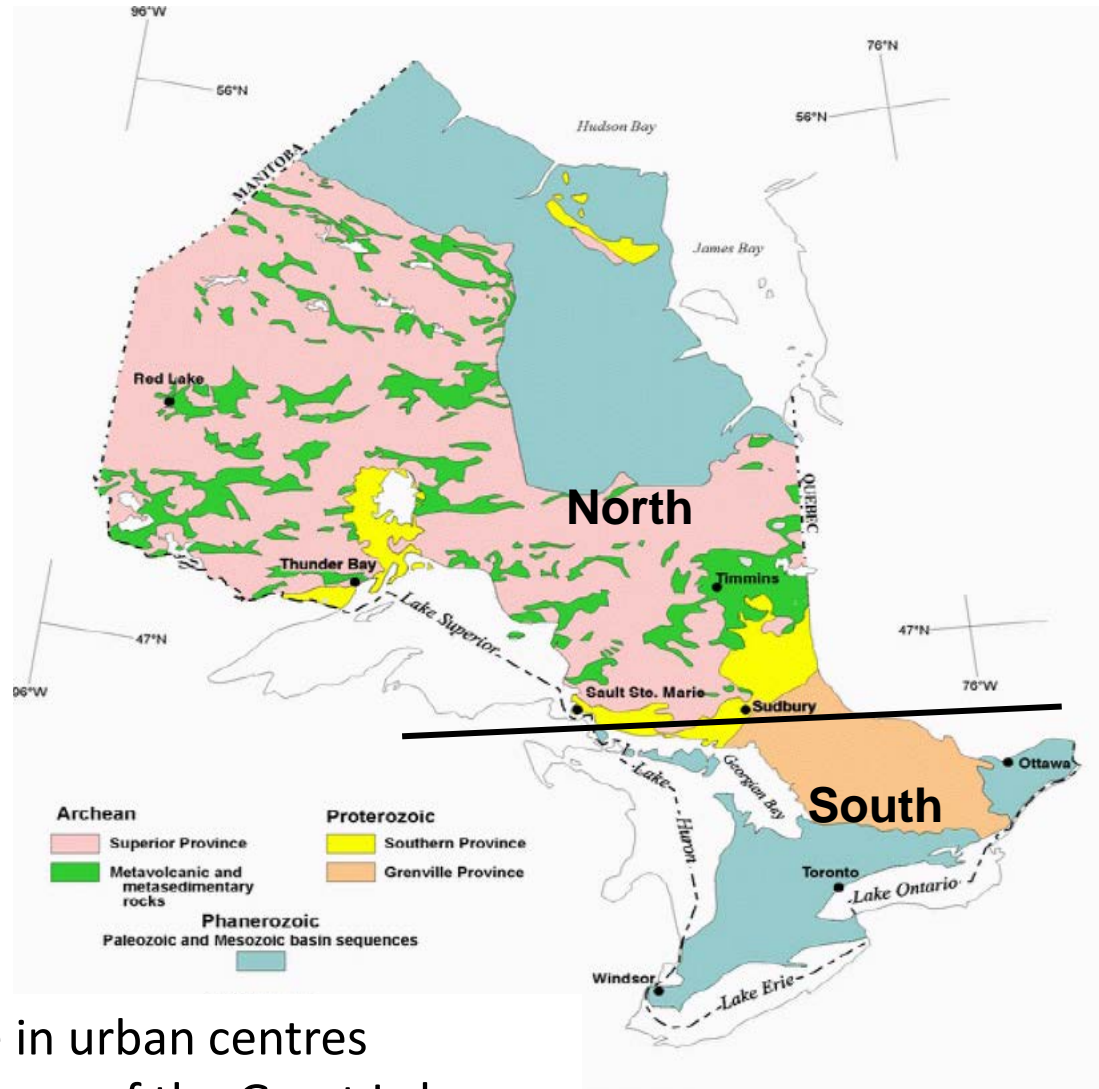 96°W
76°N
56°N
56°N
Hudson Bay
MANITOBA
James Bay
Red Lake
QUEBEC
North
Thunder Bay
Timmins
Lake Superior
47°N
47°N
96°W
76°W
Sault Ste. Marie
Sudbury
Ottawa
Lake Huron
Georgian Bay
South
Archean
Proterozoic
Superior Province
Southern Province
Metavolcanic and
metasedimentary
rocks
Grenville Province
Toronto
Lake Ontario
Phanerozoic
Paleozoic and Mesozoic basin sequences
Windsor
Lake Erie
in urban centres
of the Great